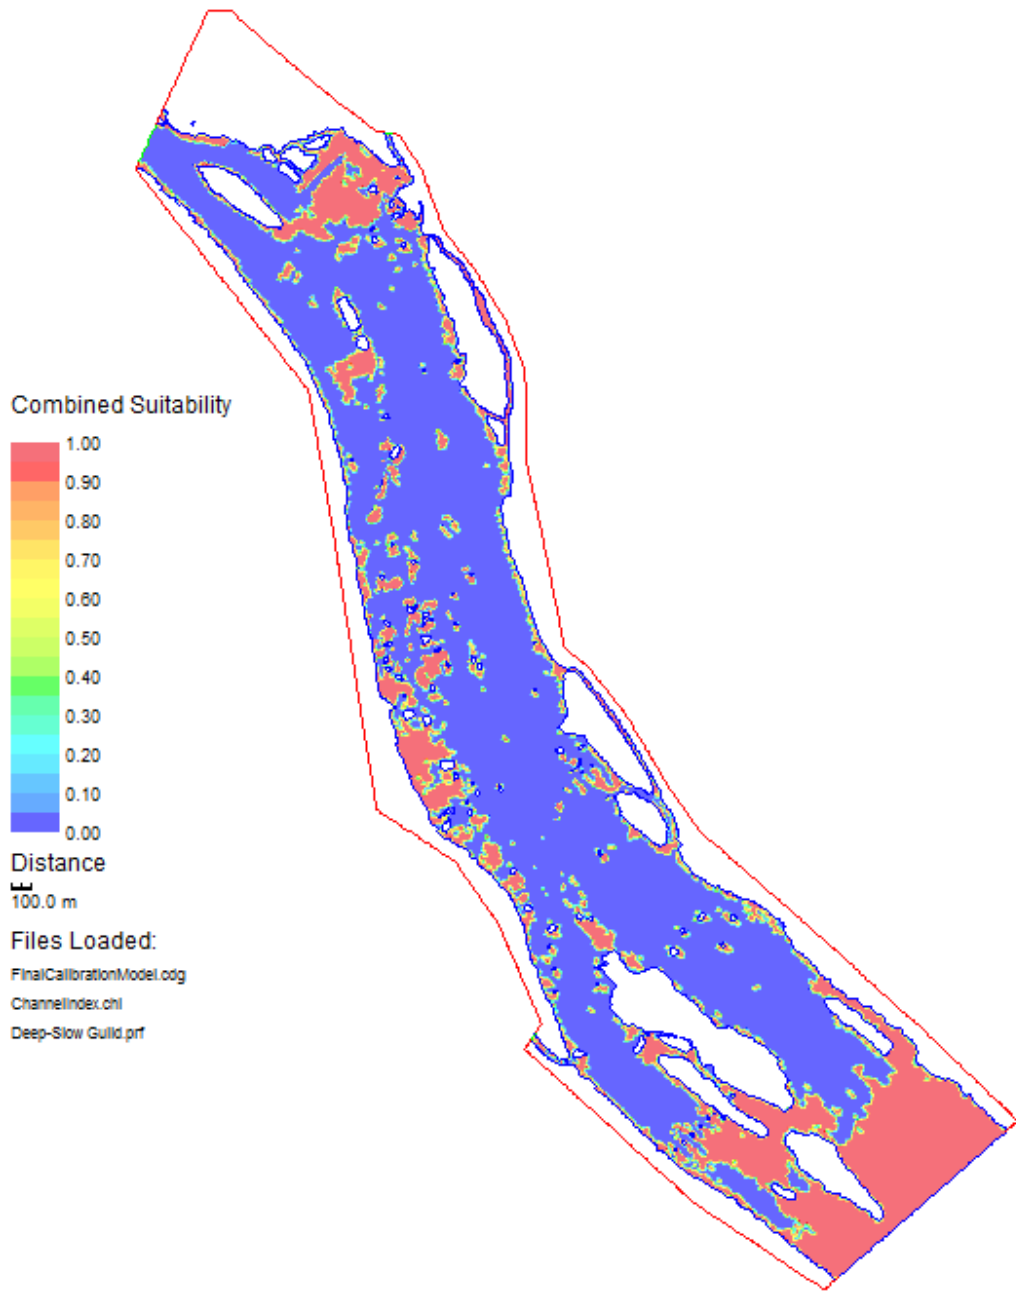 Combined Suitability
1.00
0.90
0.80
0.70
0.60
0.50
0.40
0.30
0.20
0.10
0.00
Distance
100.0 m
Files Loaded:
FinalCalibrationModel.cdg
ChannelIndex.chi
Deep-Slow Guild.prf